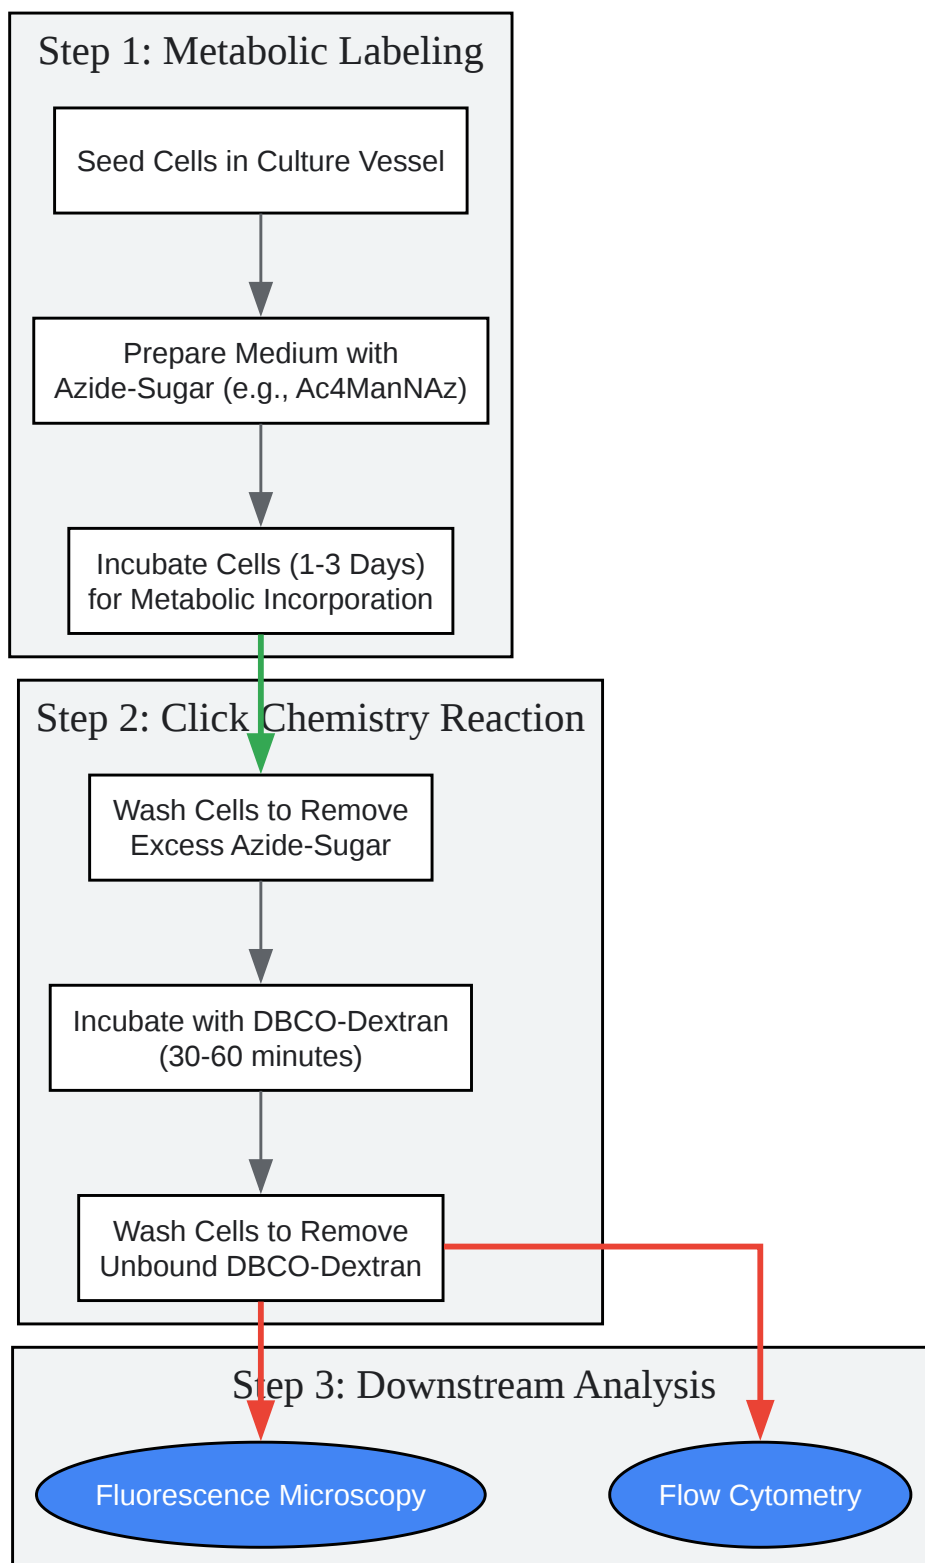 Step 1: Metabolic Labeling
Seed Cells in Culture Vessel
Prepare Medium with
Azide-Sugar (e.g., Ac4ManNAz)
Incubate Cells (1-3 Days)
for Metabolic Incorporation
Step 2: Click Chemistry Reaction
Wash Cells to Remove
Excess Azide-Sugar
Incubate with DBCO-Dextran
(30-60 minutes)
Wash Cells to Remove
Unbound DBCO-Dextran
Step 3: Downstream Analysis
Fluorescence Microscopy
Flow Cytometry